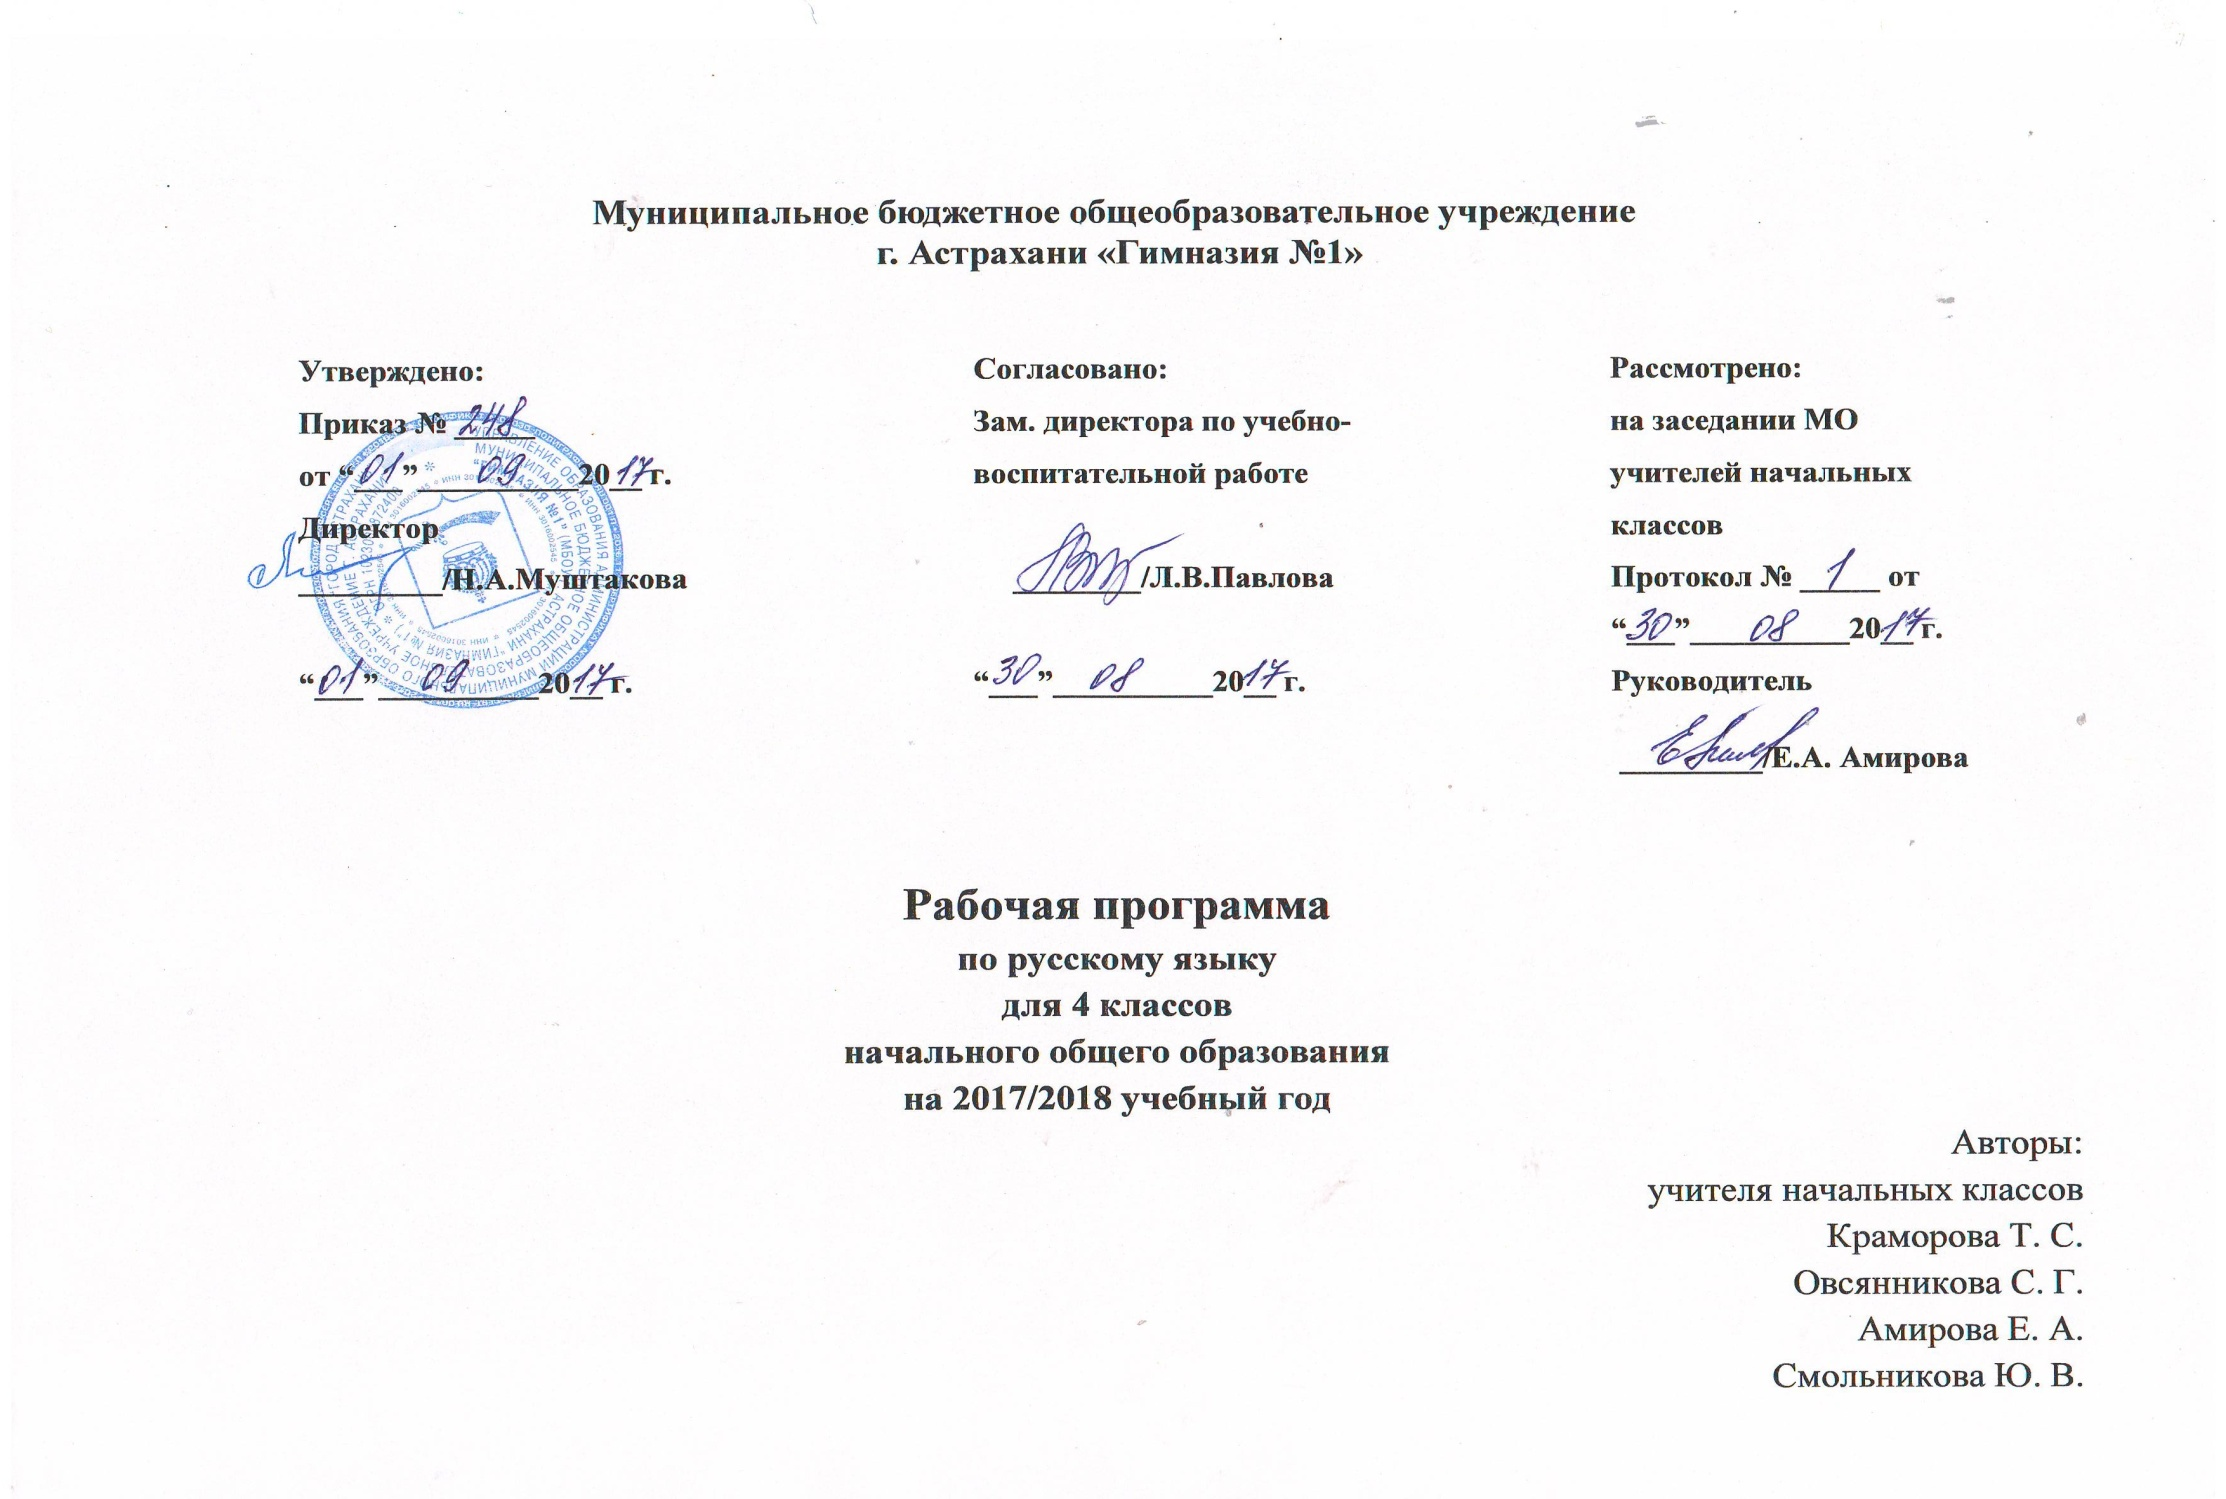 Муниципальное бюджетное общеобразовательное учреждение
г. Астрахани «Гимназия №1»
Утверждено:
Приказ № 248
от “01” 09 2017г.
Директор
/Н.А.Муштакова
“01” 09 2017г.
Согласовано:
Зам. директора по учебно-
воспитательной работе
/Л.В.Павлова
“30” 08 2017г.
Рассмотрено:
на заседании МО
учителей начальных
классов
Протокол № 1 от
“30” 08 2017г.
Руководитель
/Е.А. Амирова
Рабочая программа
по русскому языку
для 4 классов
начального общего образования
на 2017/2018 учебный год
Авторы:
учителя начальных классов
Краморова Т. С.
Овсянникова С. Г.
Амирова Е. А.
Смольникова Ю. В.